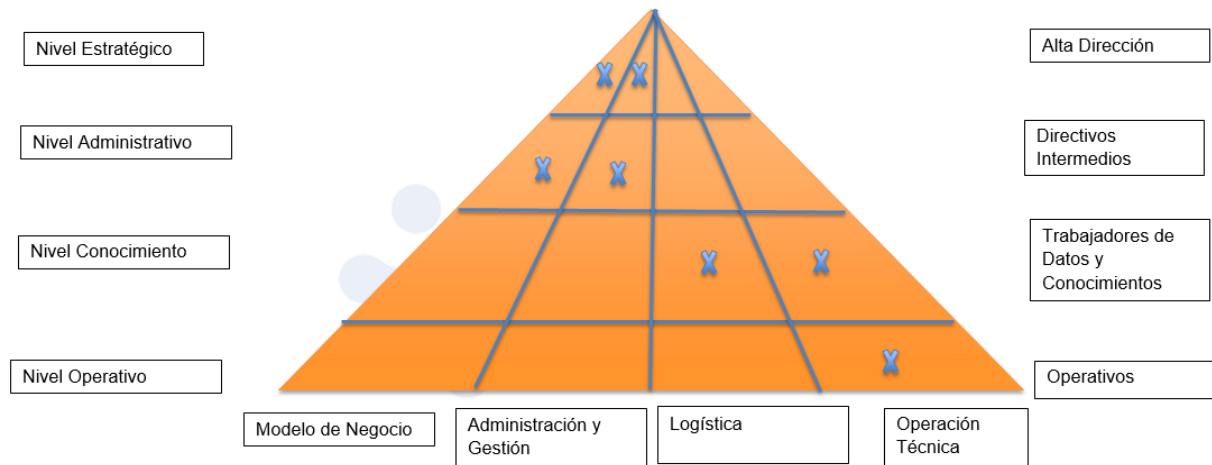 Nivel Estratégico
Alta Dirección
Nivel Administrativo
Directivos
Intermedios
Nivel Conocimiento
Trabajadores de
Datos y
Conocimientos
Nivel Operativo
Operativos
Modelo de Negocio
Administración y
Gestión
Logística
Operación
Técnica